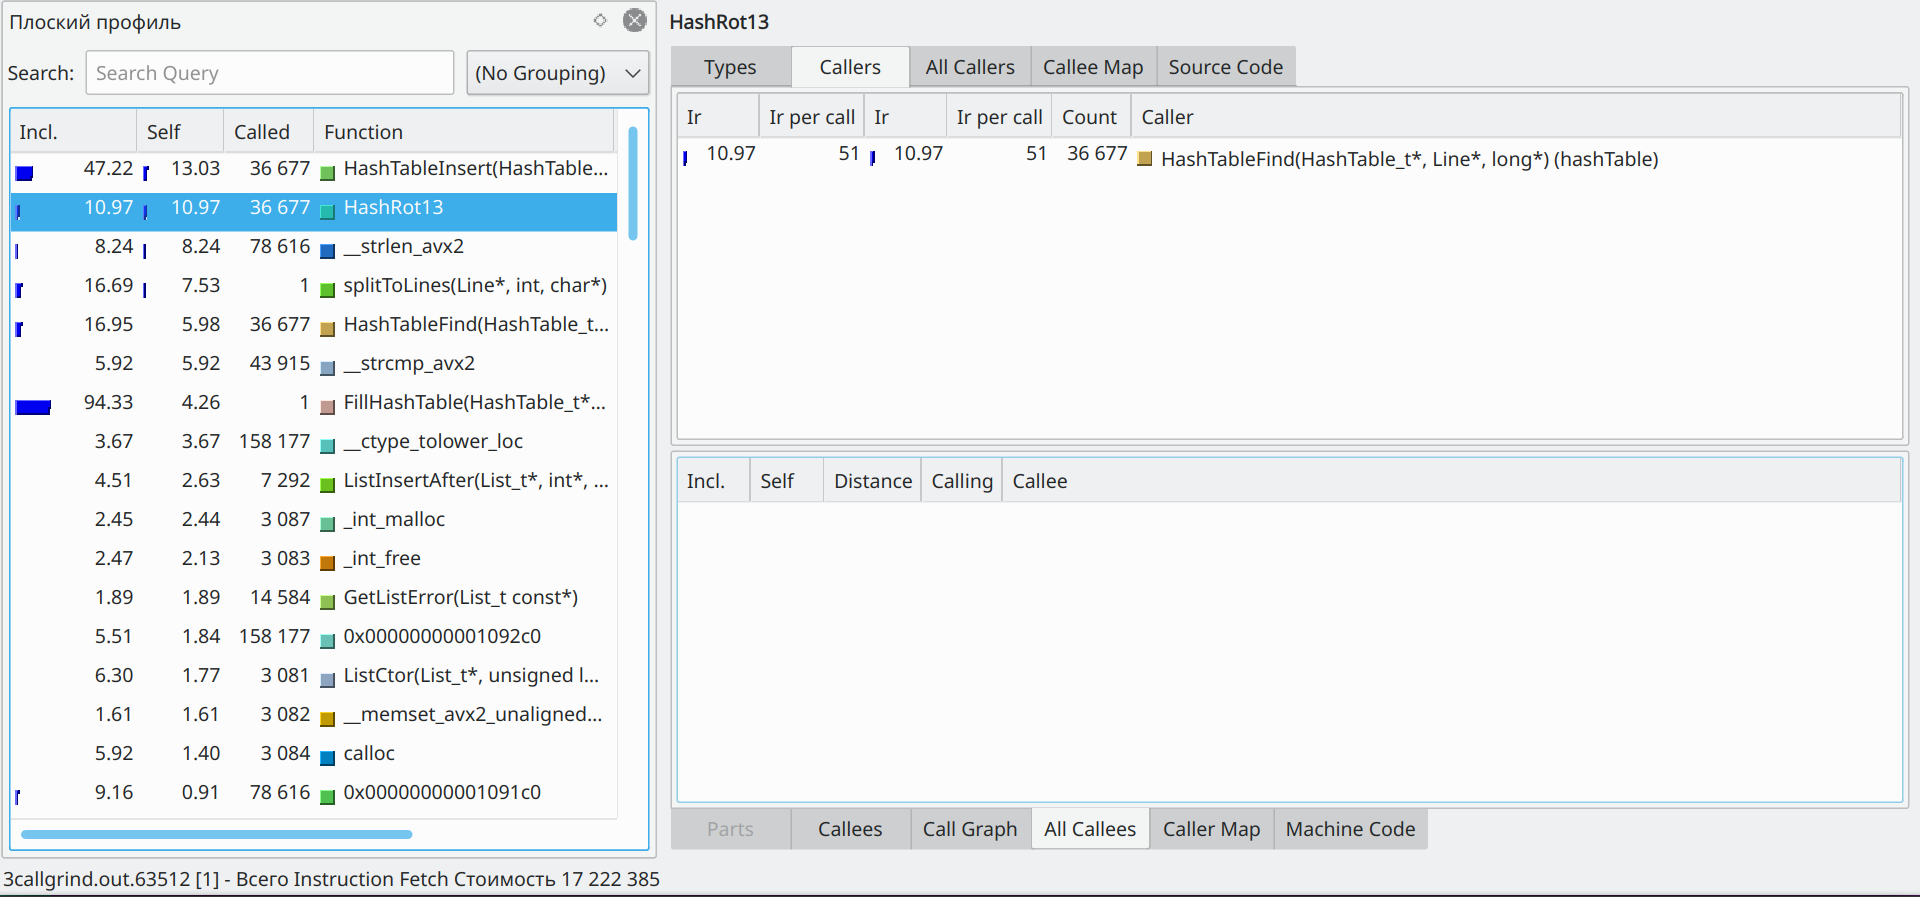 Плоский профиль
Search: Search Query (No Grouping)
Incl. Self Called Function
47.22 13.03 36 677 HashTableInsert(HashTable...
10.97 10.97 36 677 HashRot13
8.24 8.24 78 616 __strlen_avx2
16.69 7.53 1 splitToLines(Line*, int, char*)
16.95 5.98 36 677 HashTableFind(HashTable_t...
5.92 5.92 43 915 __strcmp_avx2
94.33 4.26 1 FillHashTable(HashTable_t*...
3.67 3.67 158 177 __ctype_tolower_loc
4.51 2.63 7 292 ListInsertAfter(List_t*, int*, ...
2.45 2.44 3 087 _int_malloc
2.47 2.13 3 083 _int_free
1.89 1.89 14 584 GetListError(List_t const*)
5.51 1.84 158 177 0x00000000001092c0
6.30 1.77 3 081 ListCtor(List_t*, unsigned l...
1.61 1.61 3 082 __memset_avx2_unaligned...
5.92 1.40 3 084 calloc
9.16 0.91 78 616 0x00000000001091c0
HashRot13
Types Callers All Callers Callee Map Source Code
Ir Ir per call Ir Ir per call Count Caller
10.97 51 10.97 51 36 677 HashTableFind(HashTable_t*, Line*, long*) (hashTable)
Incl. Self Distance Calling Callee
Parts Callees Call Graph All Callees Caller Map Machine Code
3callgrind.out.63512 [1] - Всего Instruction Fetch Стоимость 17 222 385